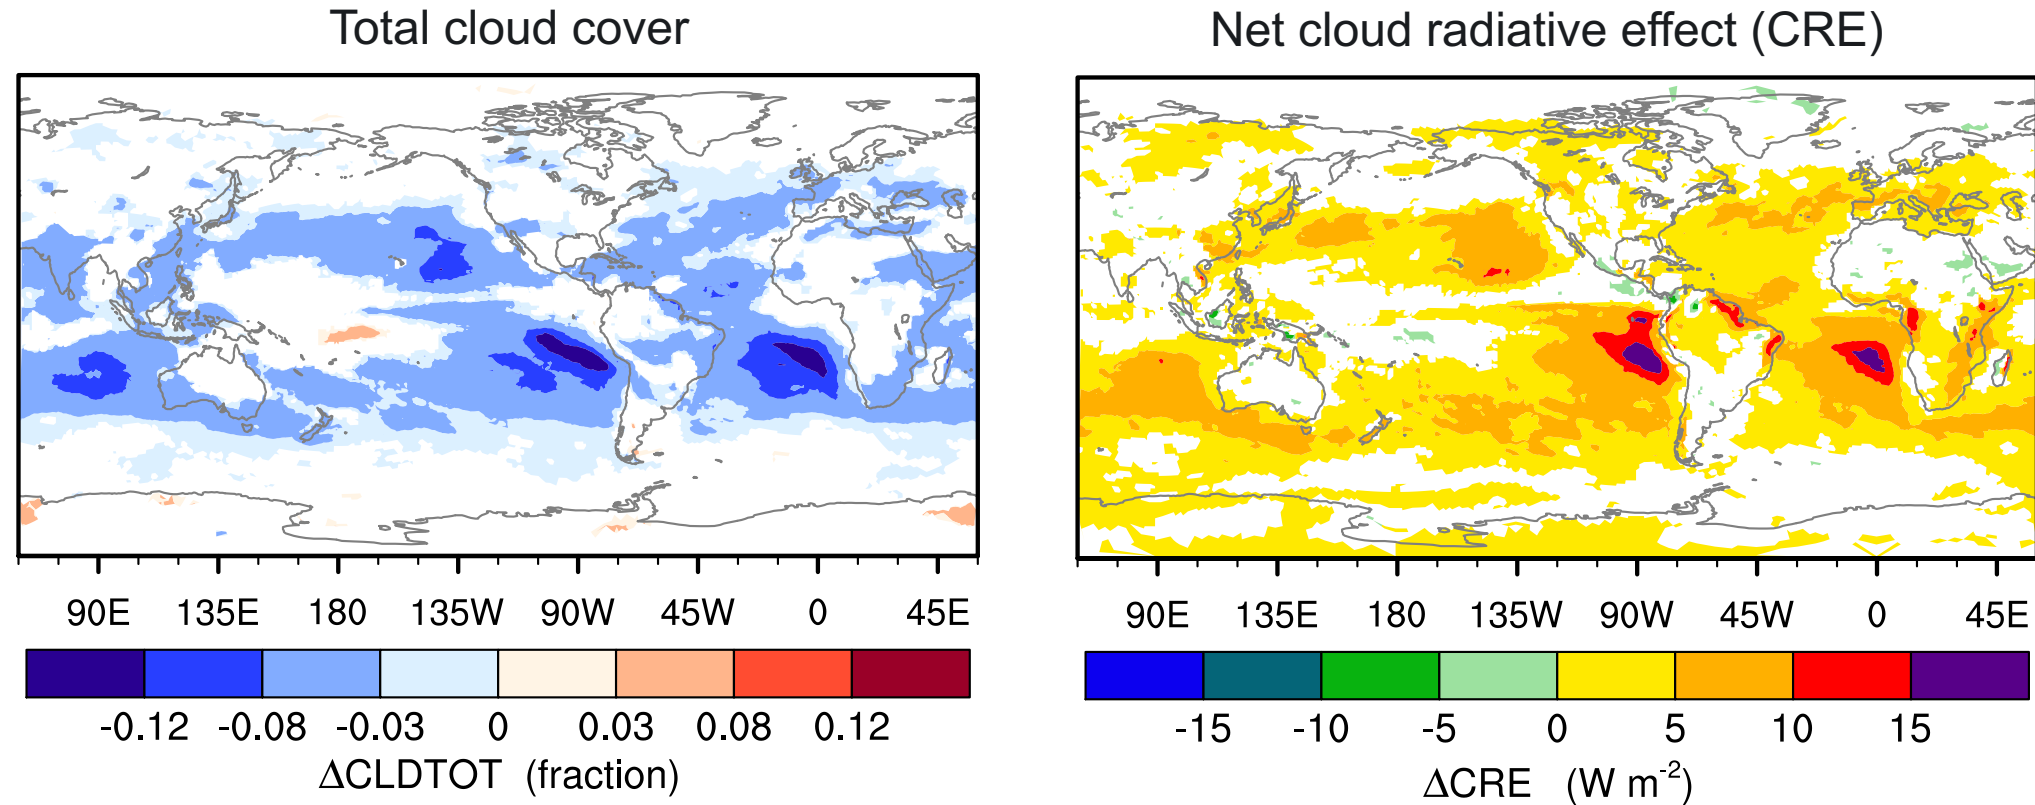 Total cloud cover
90E 135E 180 135W 90W 45W 0 45E
-0.12 -0.08 -0.03 0 0.03 0.08 0.12
ΔCLDTOT (fraction)
Net cloud radiative effect (CRE)
90E 135E 180 135W 90W 45W 0 45E
-15 -10 -5 0 5 10 15
ΔCRE (W m⁻²)